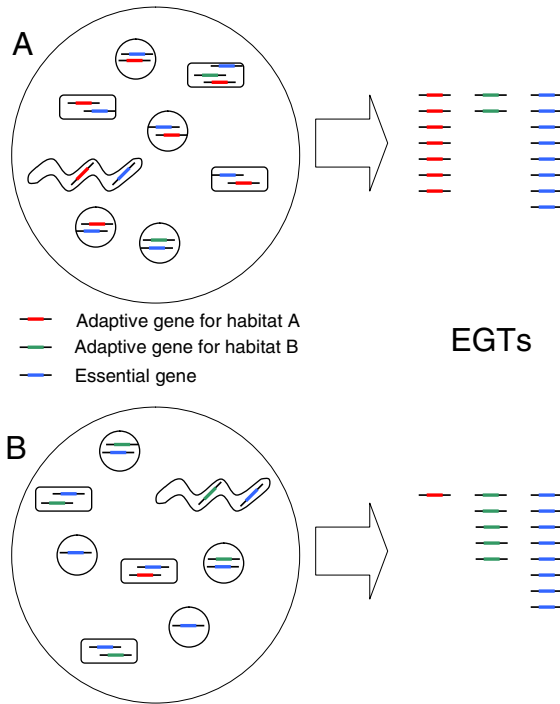 A
Adaptive gene for habitat A
Adaptive gene for habitat B
Essential gene
EGTs
B